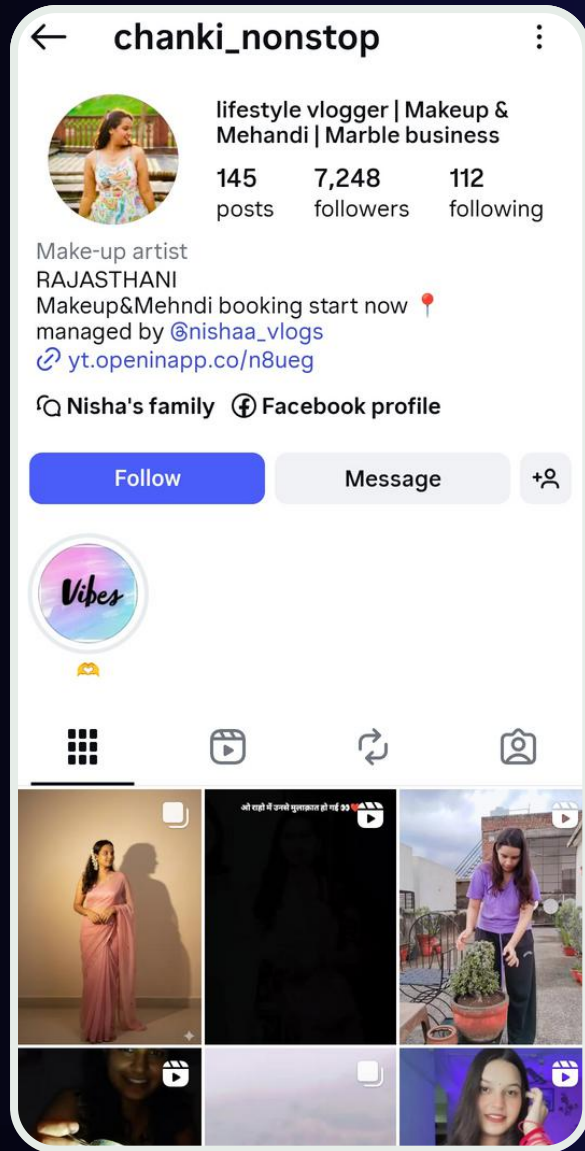 chanki_nonstop
lifestyle vlogger | Makeup &
Mehandi | Marble business
145 7,248 112
posts followers following
Make-up artist
RAJASTHANI
Makeup&Mehndi booking start now 📍
managed by @nishaa_vlogs
yt.openinapp.co/n8ueg
Nisha's family Facebook profile
Follow Message
Vibes
🫶
ओ राहो में उनसे मुलाक़ात हो गई ээ❤️